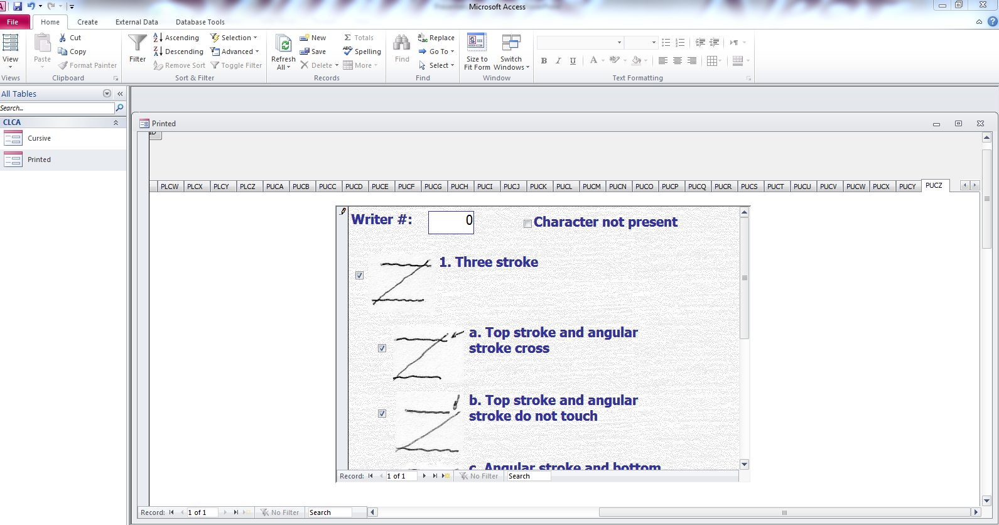 Microsoft Access
File Home Create External Data Database Tools
View
Views
Paste
Cut
Copy
Format Painter
Clipboard
Filter
Ascending
Descending
Remove Sort
Selection
Advanced
Toggle Filter
Sort & Filter
Refresh
All
New
Save
Delete
Totals
Spelling
More
Records
Find
Replace
Go To
Select
Find
Size to
Fit Form
Switch
Windows
Window
B I U A ab
Text Formatting
All Tables
Search...
CLCA
Cursive
Printed
Printed
ID
PLCW PLCX PLCY PLCZ PUCA PUCB PUCC PUCD PUCE PUCF PUCG PUCH PUCI PUCJ PUCK PUCL PUCM PUCN PUCO PUCP PUCQ PUCR PUCS PUCT PUCU PUCV PUCW PUCX PUCY PUCZ
Writer #: 0 Character not present
1. Three stroke
a. Top stroke and angular
stroke cross
b. Top stroke and angular
stroke do not touch
c. Angular stroke and bottom
Record: 1 of 1 No Filter Search
Record: 1 of 1 No Filter Search